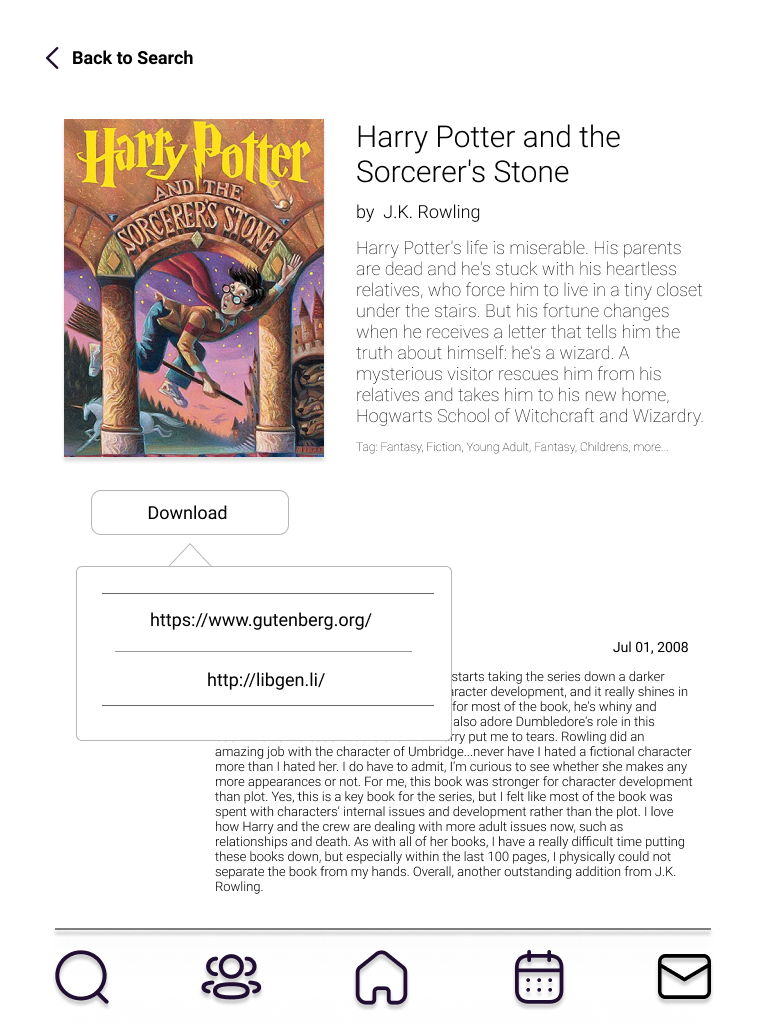 Back to Search
Harry Potter
AND THE
SORCERER'S STONE
Harry Potter and the
Sorcerer's Stone
by J.K. Rowling
Harry Potter's life is miserable. His parents
are dead and he's stuck with his heartless
relatives, who force him to live in a tiny closet
under the stairs. But his fortune changes
when he receives a letter that tells him the
truth about himself: he's a wizard. A
mysterious visitor rescues him from his
relatives and takes him to his new home,
Hogwarts School of Witchcraft and Wizardry.
Tag: Fantasy, Fiction, Young Adult, Fantasy, Childrens, more...
Download
https://www.gutenberg.org/
http://libgen.li/
Jul 01, 2008
starts taking the series down a darker
development, and it really shines in
for most of the book, he's whiny and
also adore Dumbledore's role in this
put me to tears. Rowling did an
amazing job with the character of Umbridge...never have I hated a fictional character
more than I hated her. I do have to admit, I'm curious to see whether she makes any
more appearances or not. For me, this book was stronger for character development
than plot. Yes, this is a key book for the series, but I felt like most of the book was
spent with characters' internal issues and development rather than the plot. I love
how Harry and the crew are dealing with more adult issues now, such as
relationships and death. As with all of her books, I have a really difficult time putting
these books down, but especially within the last 100 pages, I physically could not
separate the book from my hands. Overall, another outstanding addition from J.K.
Rowling.